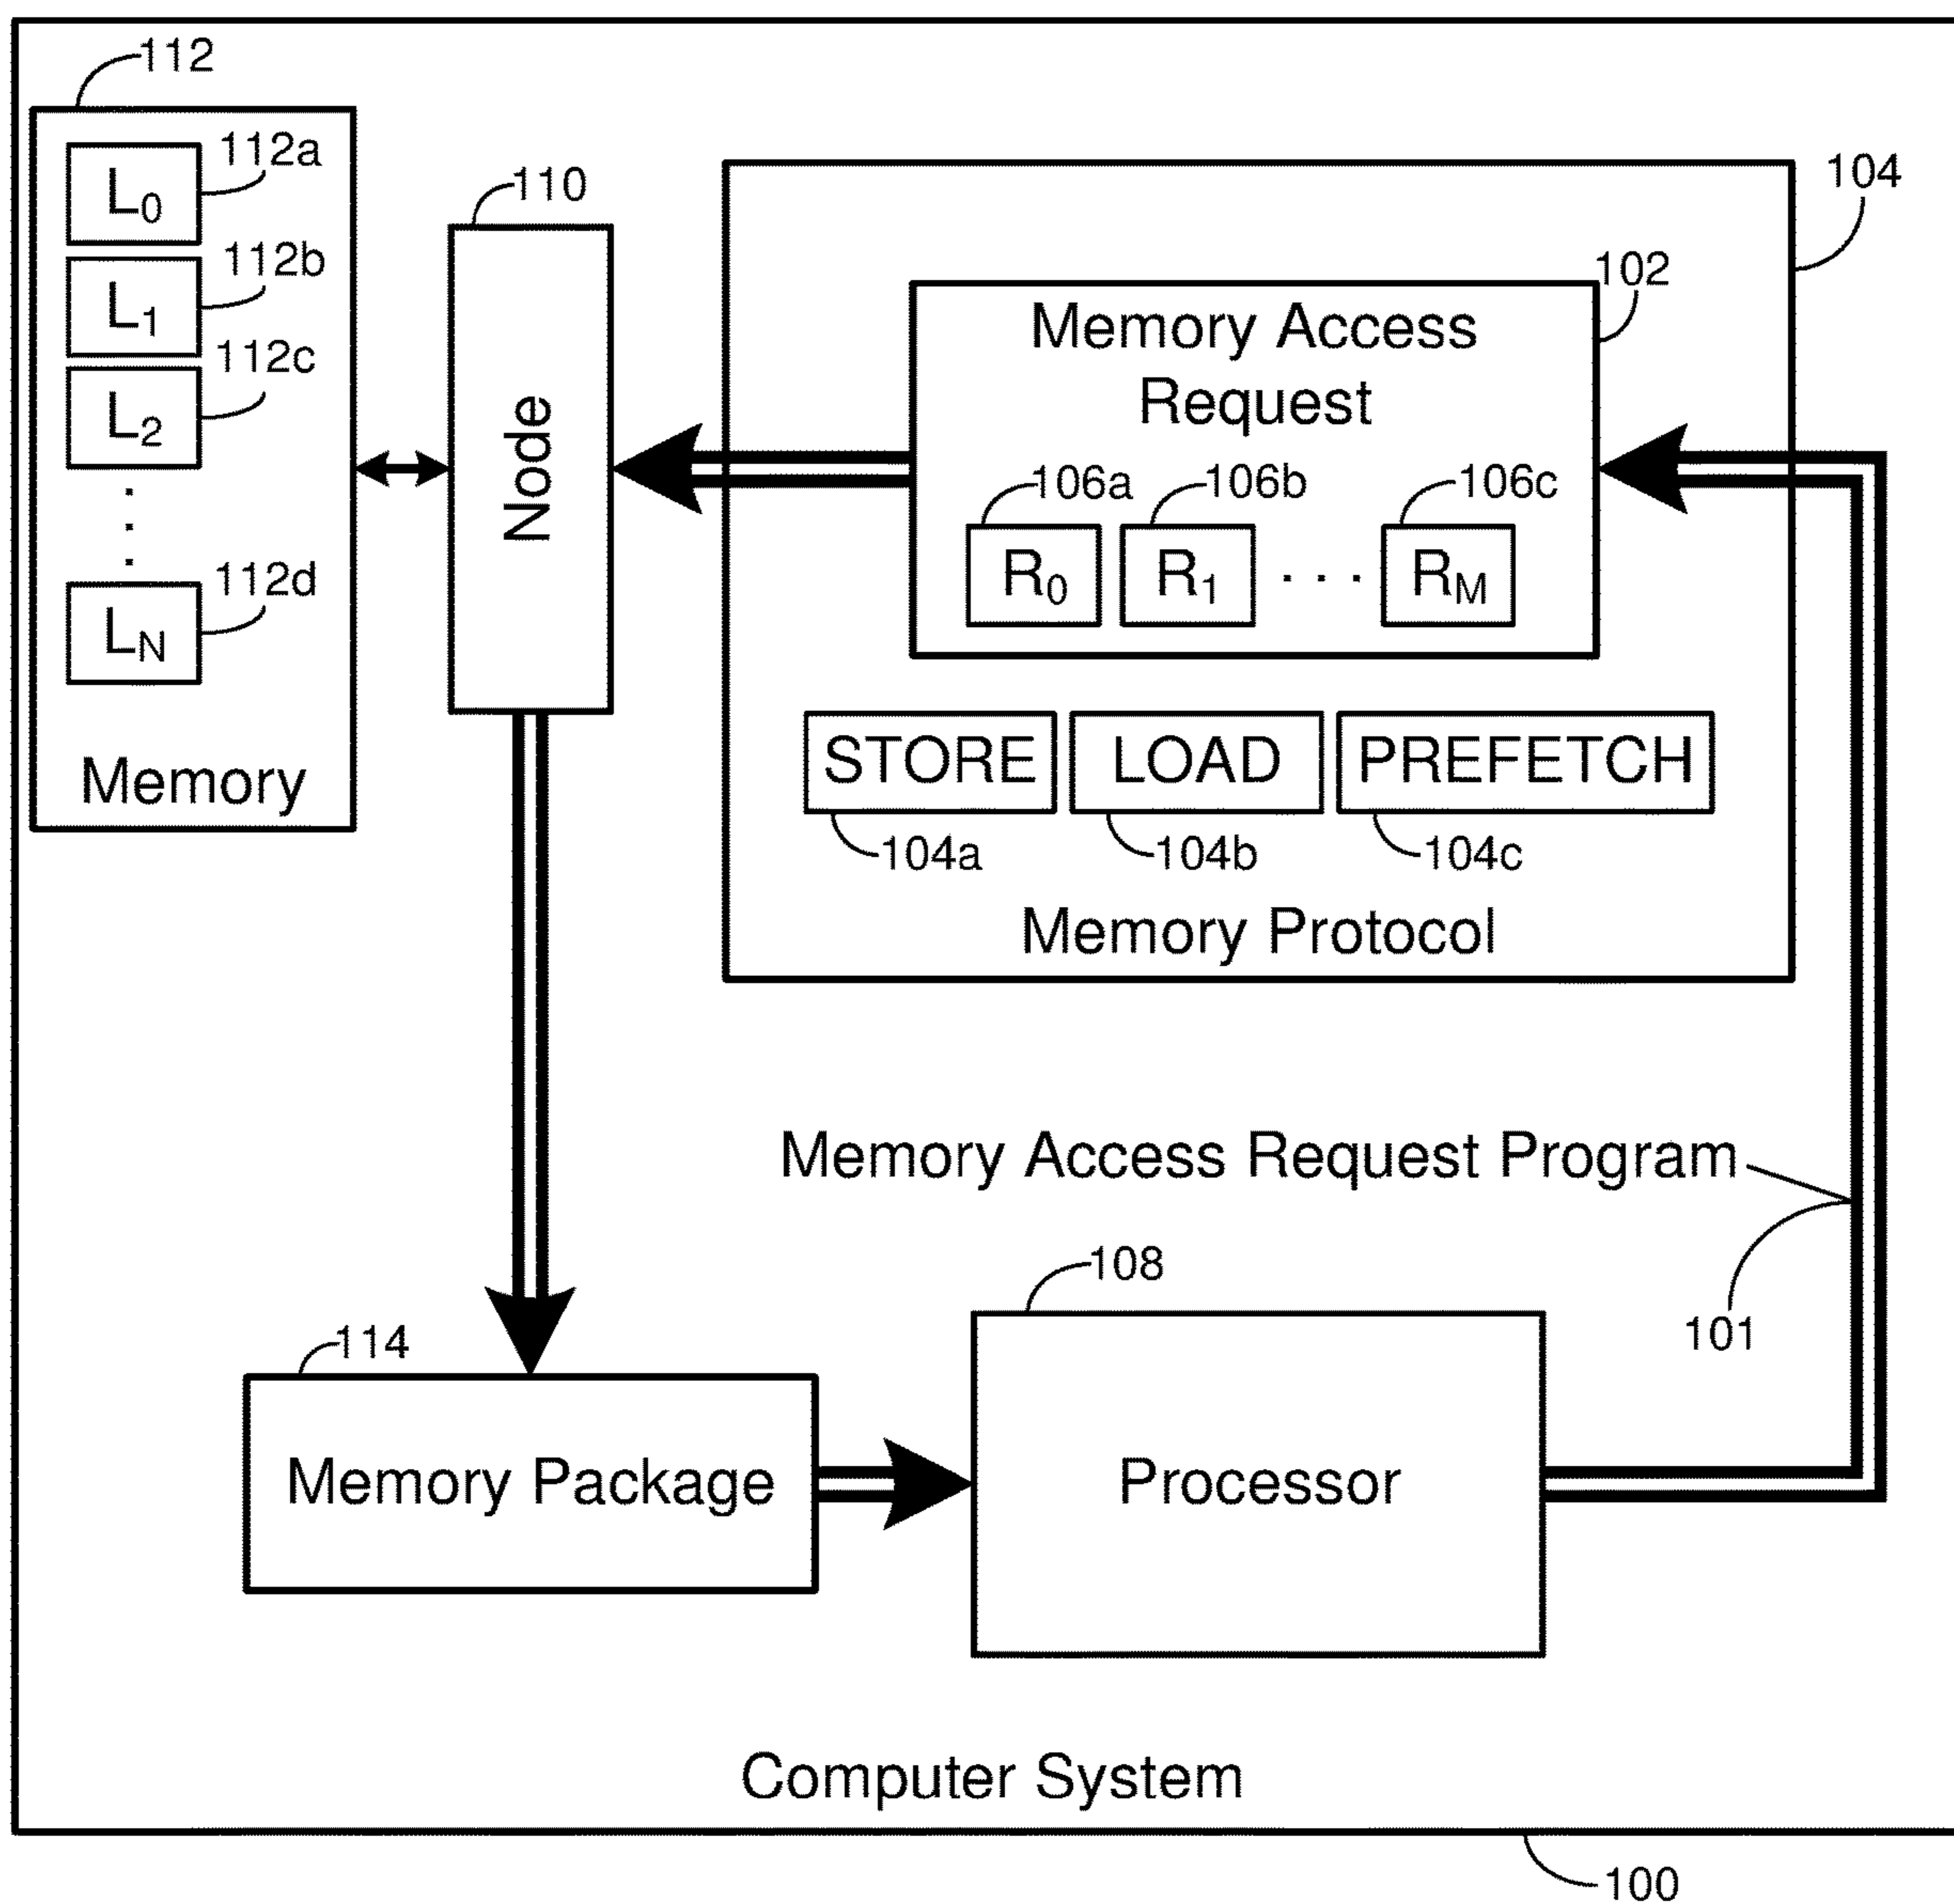 112
112a
L0
112b
L1
112c
L2
112d
LN
Memory
110
Node
104
102
Memory Access
Request
106a 106b 106c
R0 R1 . . . RM
STORE LOAD PREFETCH
104a 104b 104c
Memory Protocol
Memory Access Request Program
101
108
Processor
114
Memory Package
Computer System
100